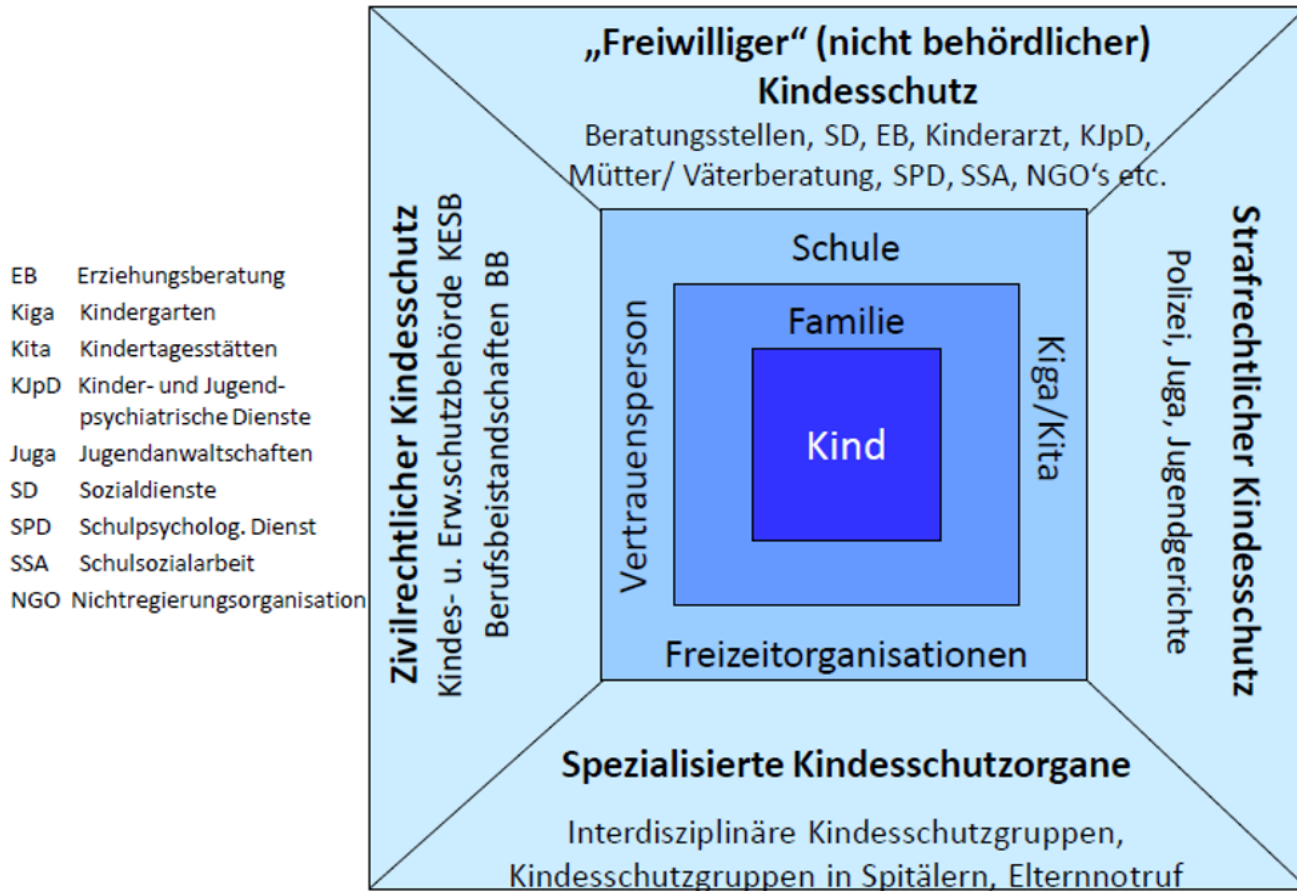 EB Erziehungsberatung
Kiga Kindergarten
Kita Kindertagesstätten
KJpD Kinder- und Jugend-
psychiatrische Dienste
Juga Jugendanwaltschaften
SD Sozialdienste
SPD Schulpsycholog. Dienst
SSA Schulsozialarbeit
NGO Nichtregierungsorganisation
„Freiwilliger“ (nicht behördlicher)
Kindesschutz
Beratungsstellen, SD, EB, Kinderarzt, KJpD,
Mütter/ Väterberatung, SPD, SSA, NGO‘s etc.
Zivilrechtlicher Kindesschutz
Kindes- u. Erw.schutzbehörde KESB
Berufsbeistandschaften BB
Schule
Vertrauensperson
Familie
Kind
Kiga/Kita
Freizeitorganisationen
Strafrechtlicher Kindesschutz
Polizei, Juga, Jugendgerichte
Spezialisierte Kindesschutzorgane
Interdisziplinäre Kindesschutzgruppen,
Kindesschutzgruppen in Spitälern, Elternnotruf